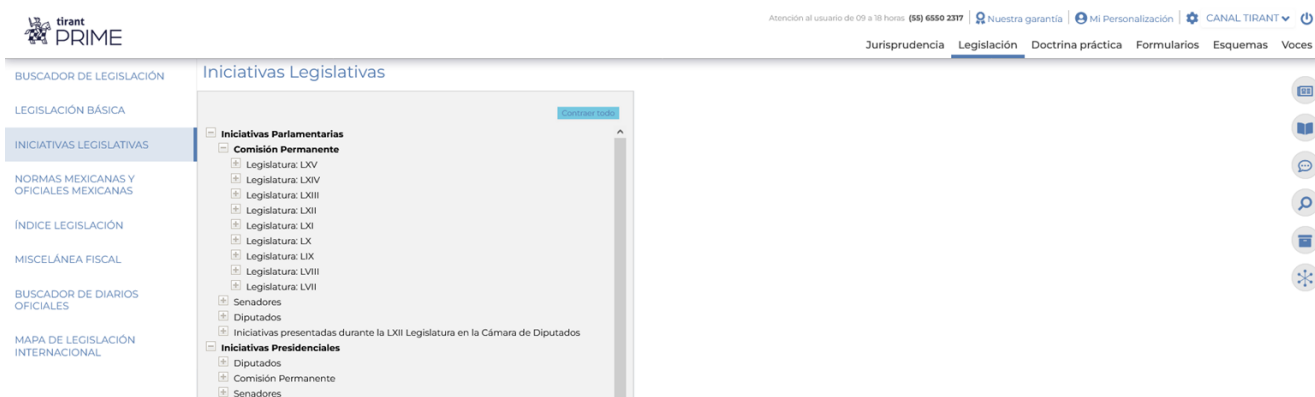 tirant
PRIME
Atención al usuario de 09 a 18 horas (55) 6550 2317
Nuestra garantía
Mi Personalización
CANAL TIRANT
Jurisprudencia
Legislación
Doctrina práctica
Formularios
Esquemas
Voces
BUSCADOR DE LEGISLACIÓN
LEGISLACIÓN BÁSICA
INICIATIVAS LEGISLATIVAS
NORMAS MEXICANAS Y
OFICIALES MEXICANAS
ÍNDICE LEGISLACIÓN
MISCELÁNEA FISCAL
BUSCADOR DE DIARIOS
OFICIALES
MAPA DE LEGISLACIÓN
INTERNACIONAL
Iniciativas Legislativas
Contraer todo
Iniciativas Parlamentarias
Comisión Permanente
Legislatura: LXV
Legislatura: LXIV
Legislatura: LXIII
Legislatura: LXII
Legislatura: LXI
Legislatura: LX
Legislatura: LIX
Legislatura: LVIII
Legislatura: LVII
Senadores
Diputados
Iniciativas presentadas durante la LXII Legislatura en la Cámara de Diputados
Iniciativas Presidenciales
Diputados
Comisión Permanente
Senadores